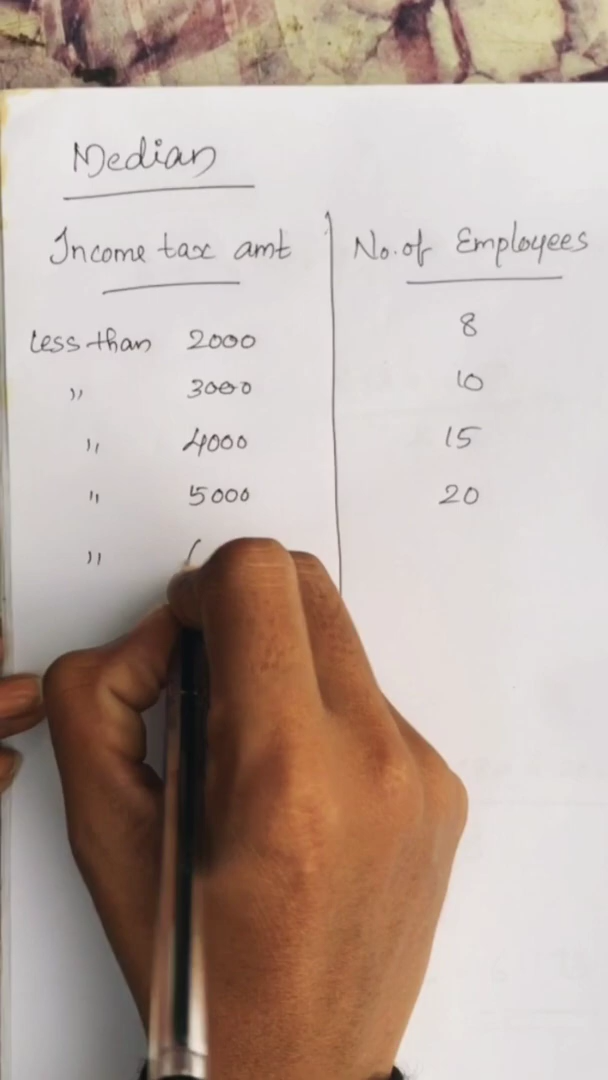 Median
Income tax amt No. of Employees
Less than 2000 8
" 3000 10
" 4000 15
" 5000 20
"